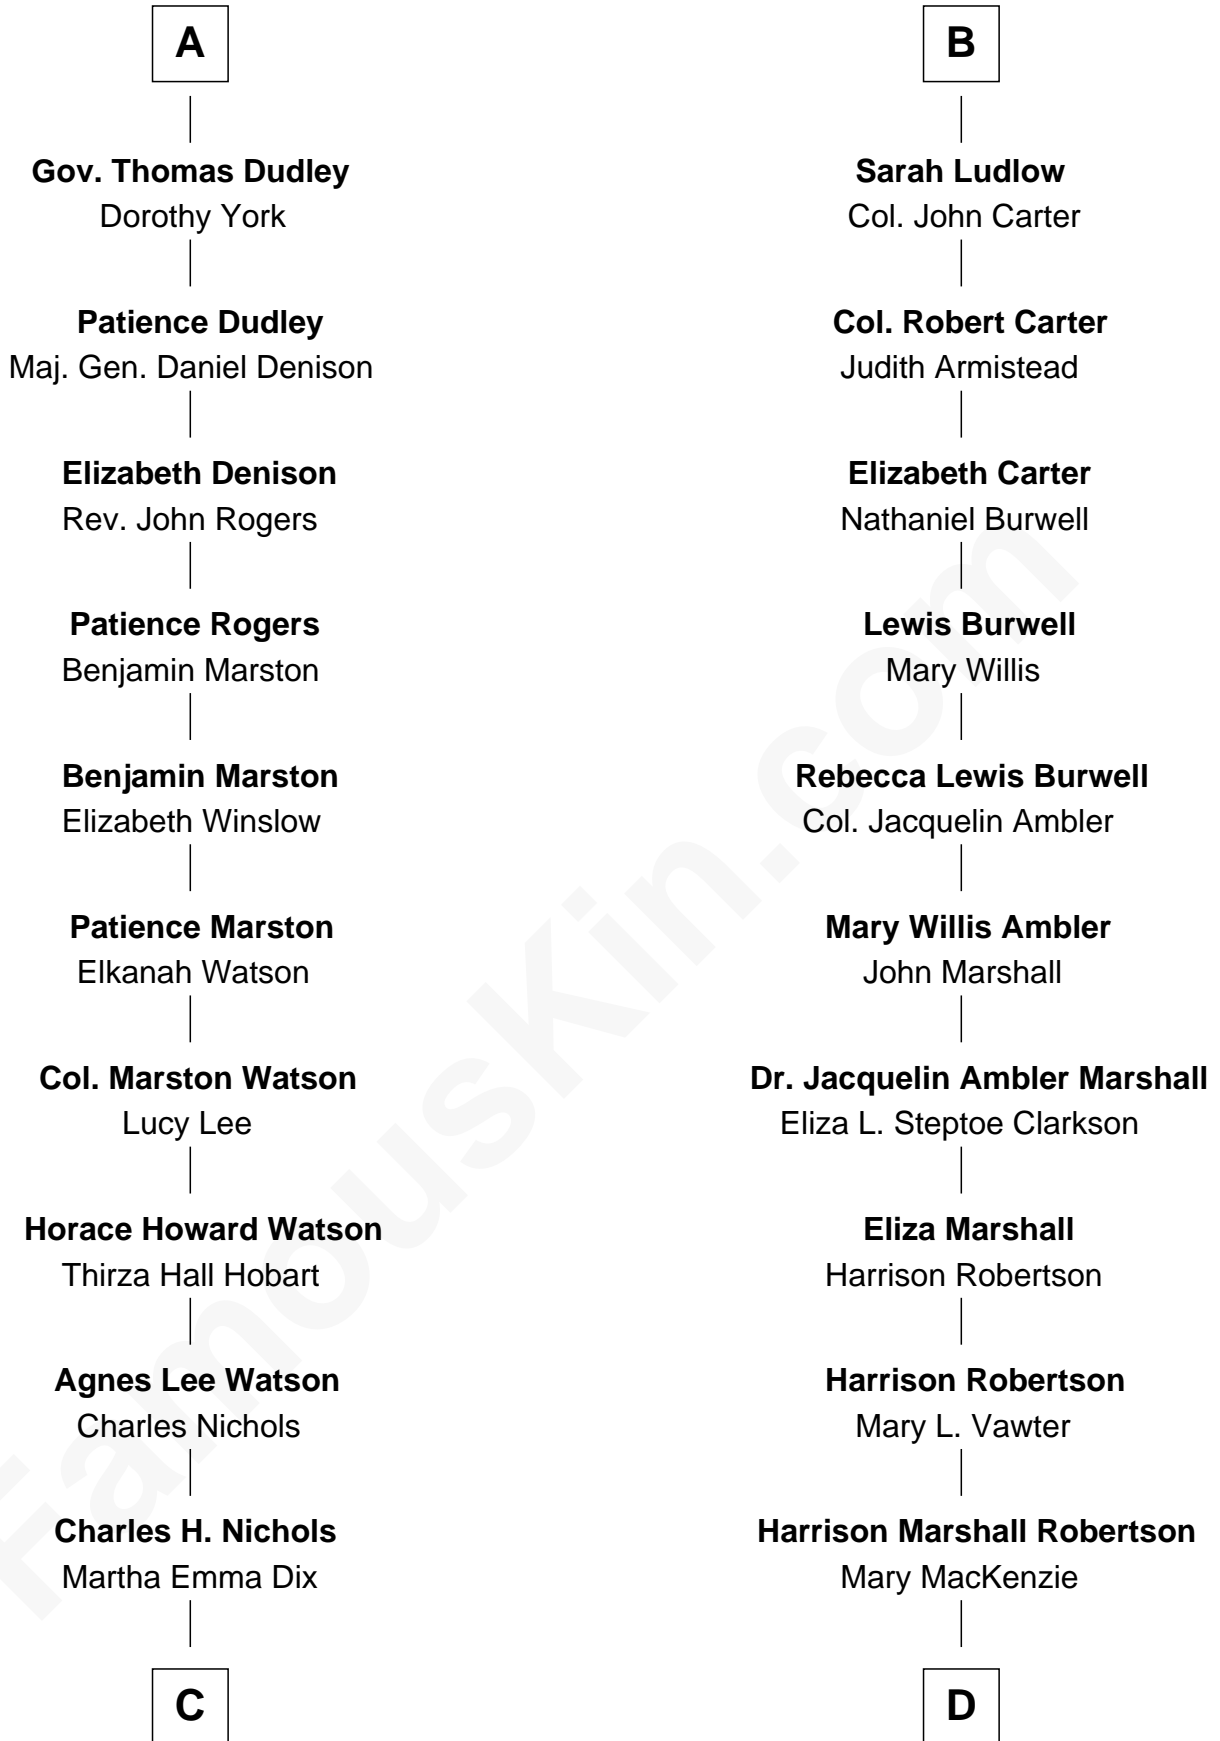 A
Gov. Thomas Dudley
Dorothy York
Patience Dudley
Maj. Gen. Daniel Denison
Elizabeth Denison
Rev. John Rogers
Patience Rogers
Benjamin Marston
Benjamin Marston
Elizabeth Winslow
Patience Marston
Elkanah Watson
Col. Marston Watson
Lucy Lee
Horace Howard Watson
Thirza Hall Hobart
Agnes Lee Watson
Charles Nichols
Charles H. Nichols
Martha Emma Dix
C
B
Sarah Ludlow
Col. John Carter
Col. Robert Carter
Judith Armistead
Elizabeth Carter
Nathaniel Burwell
Lewis Burwell
Mary Willis
Rebecca Lewis Burwell
Col. Jacquelin Ambler
Mary Willis Ambler
John Marshall
Dr. Jacquelin Ambler Marshall
Eliza L. Steptoe Clarkson
Eliza Marshall
Harrison Robertson
Harrison Robertson
Mary L. Vawter
Harrison Marshall Robertson
Mary MacKenzie
D
FamousKin.com